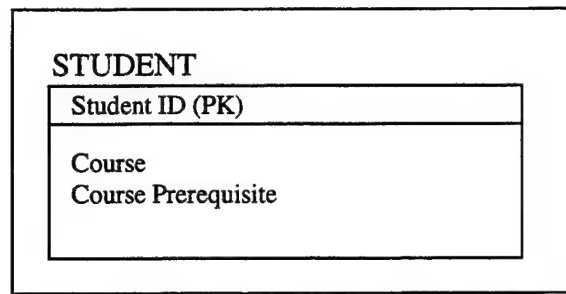 STUDENT
Student ID (PK)
Course
Course Prerequisite